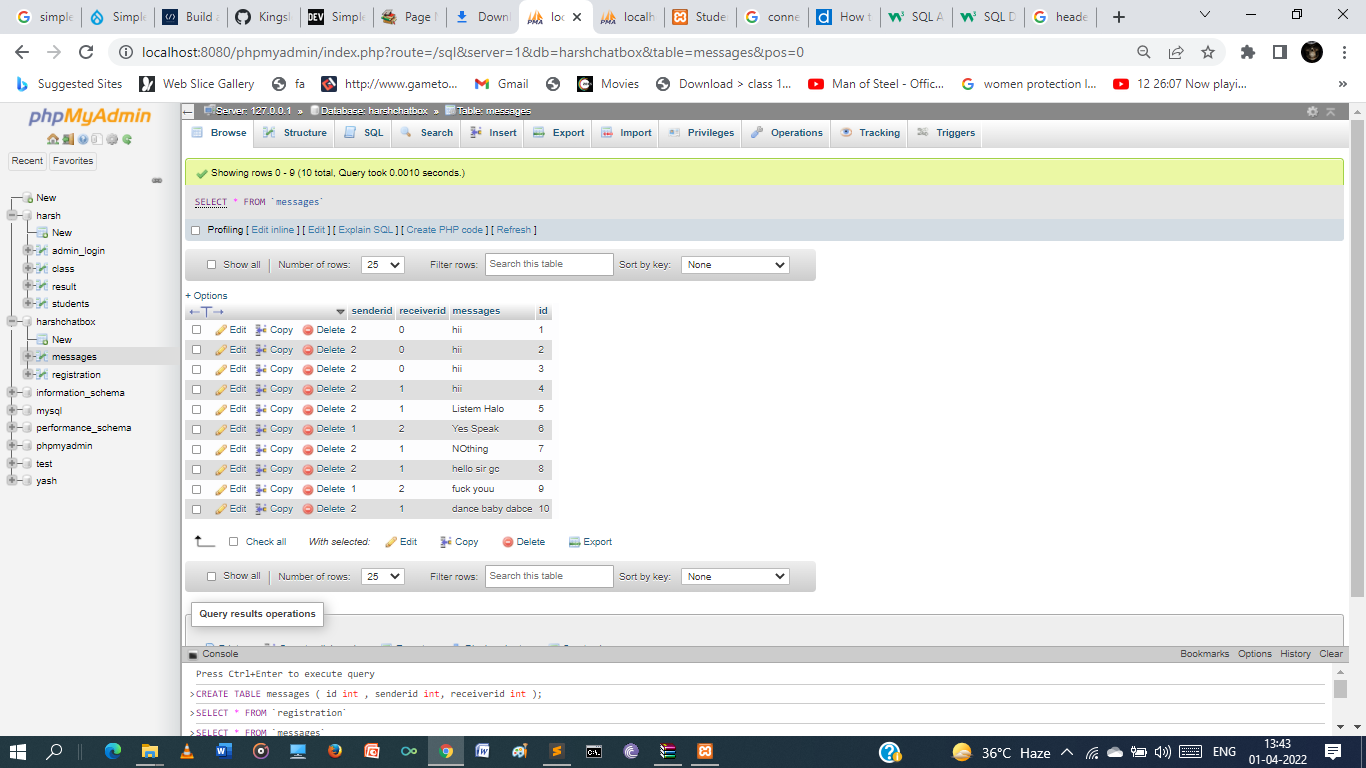 simple
Simple
Build a
Kingsl
DEV Simple
Page N
Downl
loc
localh
Stude
conne
How t
SQL A
SQL D
heade
localhost:8080/phpmyadmin/index.php?route=/sql&server=1&db=harshchatbox&table=messages&pos=0
Suggested Sites Web Slice Gallery fa http://www.gameto... Gmail Movies Download > class 1... Man of Steel - Offic... women protection l... 12 26:07 Now playi... »
phpMyAdmin
Recent Favorites
New
harsh
New
admin_login
class
result
students
harshchatbox
New
messages
registration
information_schema
mysql
performance_schema
phpmyadmin
test
yash
Server: 127.0.0.1 » Database: harshchatbox » Table: messages
Browse Structure SQL Search Insert Export Import Privileges Operations Tracking Triggers
Showing rows 0 - 9 (10 total, Query took 0.0010 seconds.)
SELECT * FROM `messages`
Profiling [ Edit inline ] [ Edit ] [ Explain SQL ] [ Create PHP code ] [ Refresh ]
Show all Number of rows: 25 Filter rows: Search this table Sort by key: None
+ Options
←T→ senderid receiverid messages id
Edit Copy Delete 2 0 hii 1
Edit Copy Delete 2 0 hii 2
Edit Copy Delete 2 0 hii 3
Edit Copy Delete 2 1 hii 4
Edit Copy Delete 2 1 Listem Halo 5
Edit Copy Delete 1 2 Yes Speak 6
Edit Copy Delete 2 1 NOthing 7
Edit Copy Delete 2 1 hello sir gc 8
Edit Copy Delete 1 2 fuck youu 9
Edit Copy Delete 2 1 dance baby dabce 10
Check all With selected: Edit Copy Delete Export
Show all Number of rows: 25 Filter rows: Search this table Sort by key: None
Query results operations
Console Bookmarks Options History Clear
Press Ctrl+Enter to execute query
>CREATE TABLE messages ( id int , senderid int, receiverid int );
>SELECT * FROM `registration`
>SELECT * FROM `messages`
36°C Haze ENG 13:43
01-04-2022